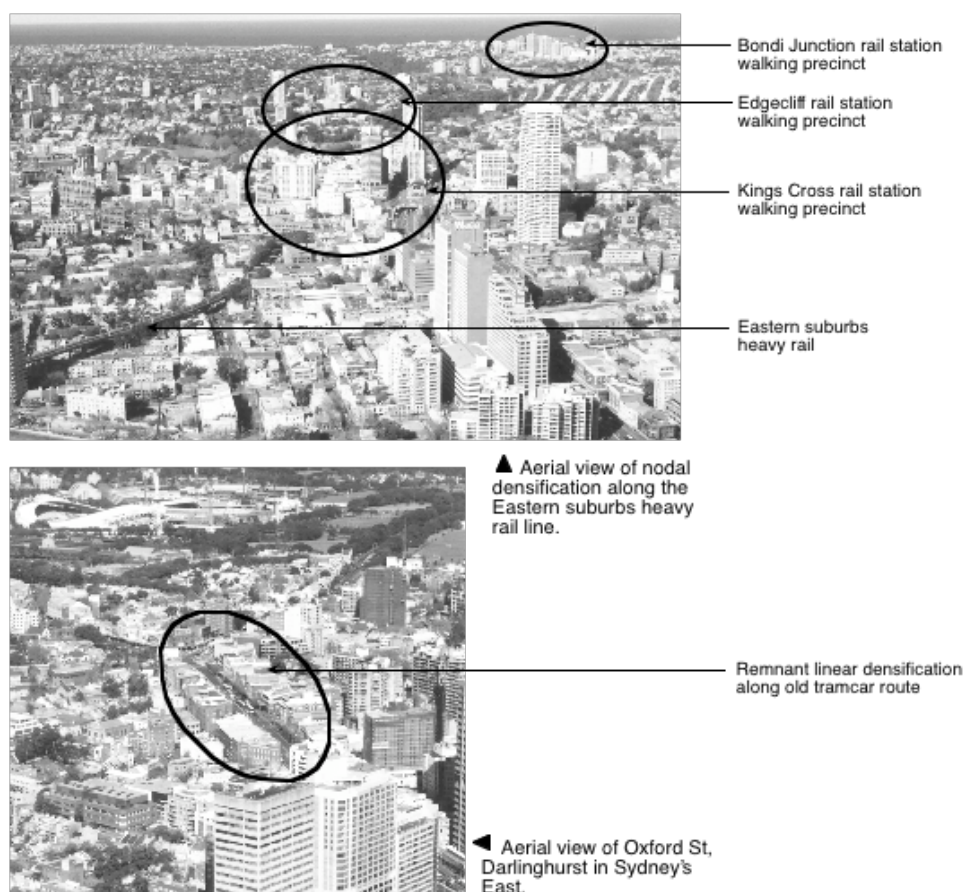 Bondi Junction rail station
walking precinct
Edgecliff rail station
walking precinct
Kings Cross rail station
walking precinct
Eastern suburbs
heavy rail
▲ Aerial view of nodal
densification along the
Eastern suburbs heavy
rail line.
Remnant linear densification
along old tramcar route
◄ Aerial view of Oxford St,
Darlinghurst in Sydney's
East.